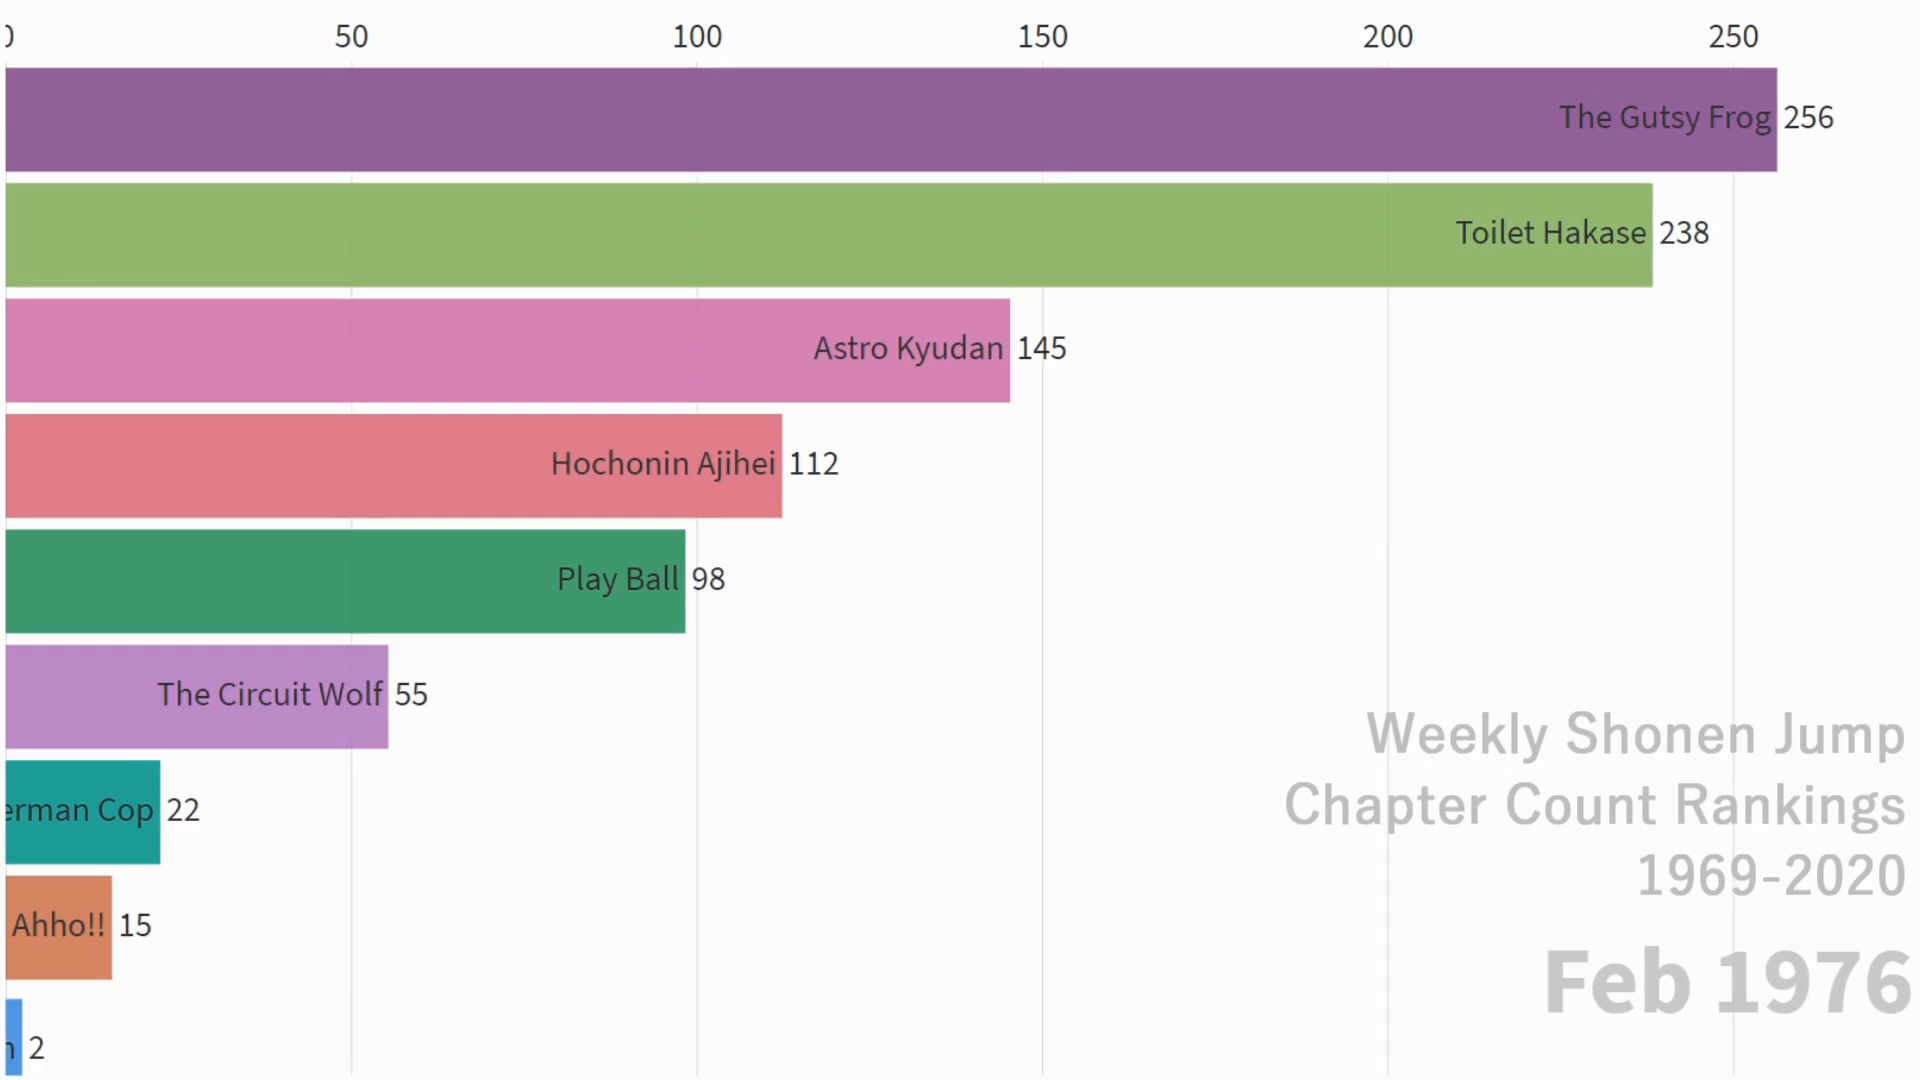 50 100 150 200 250
The Gutsy Frog 256
Toilet Hakase 238
Astro Kyudan 145
Hochonin Ajihei 112
Play Ball 98
The Circuit Wolf 55
erman Cop 22
Ahho!! 15
2
Weekly Shonen Jump
Chapter Count Rankings
1969-2020
Feb 1976